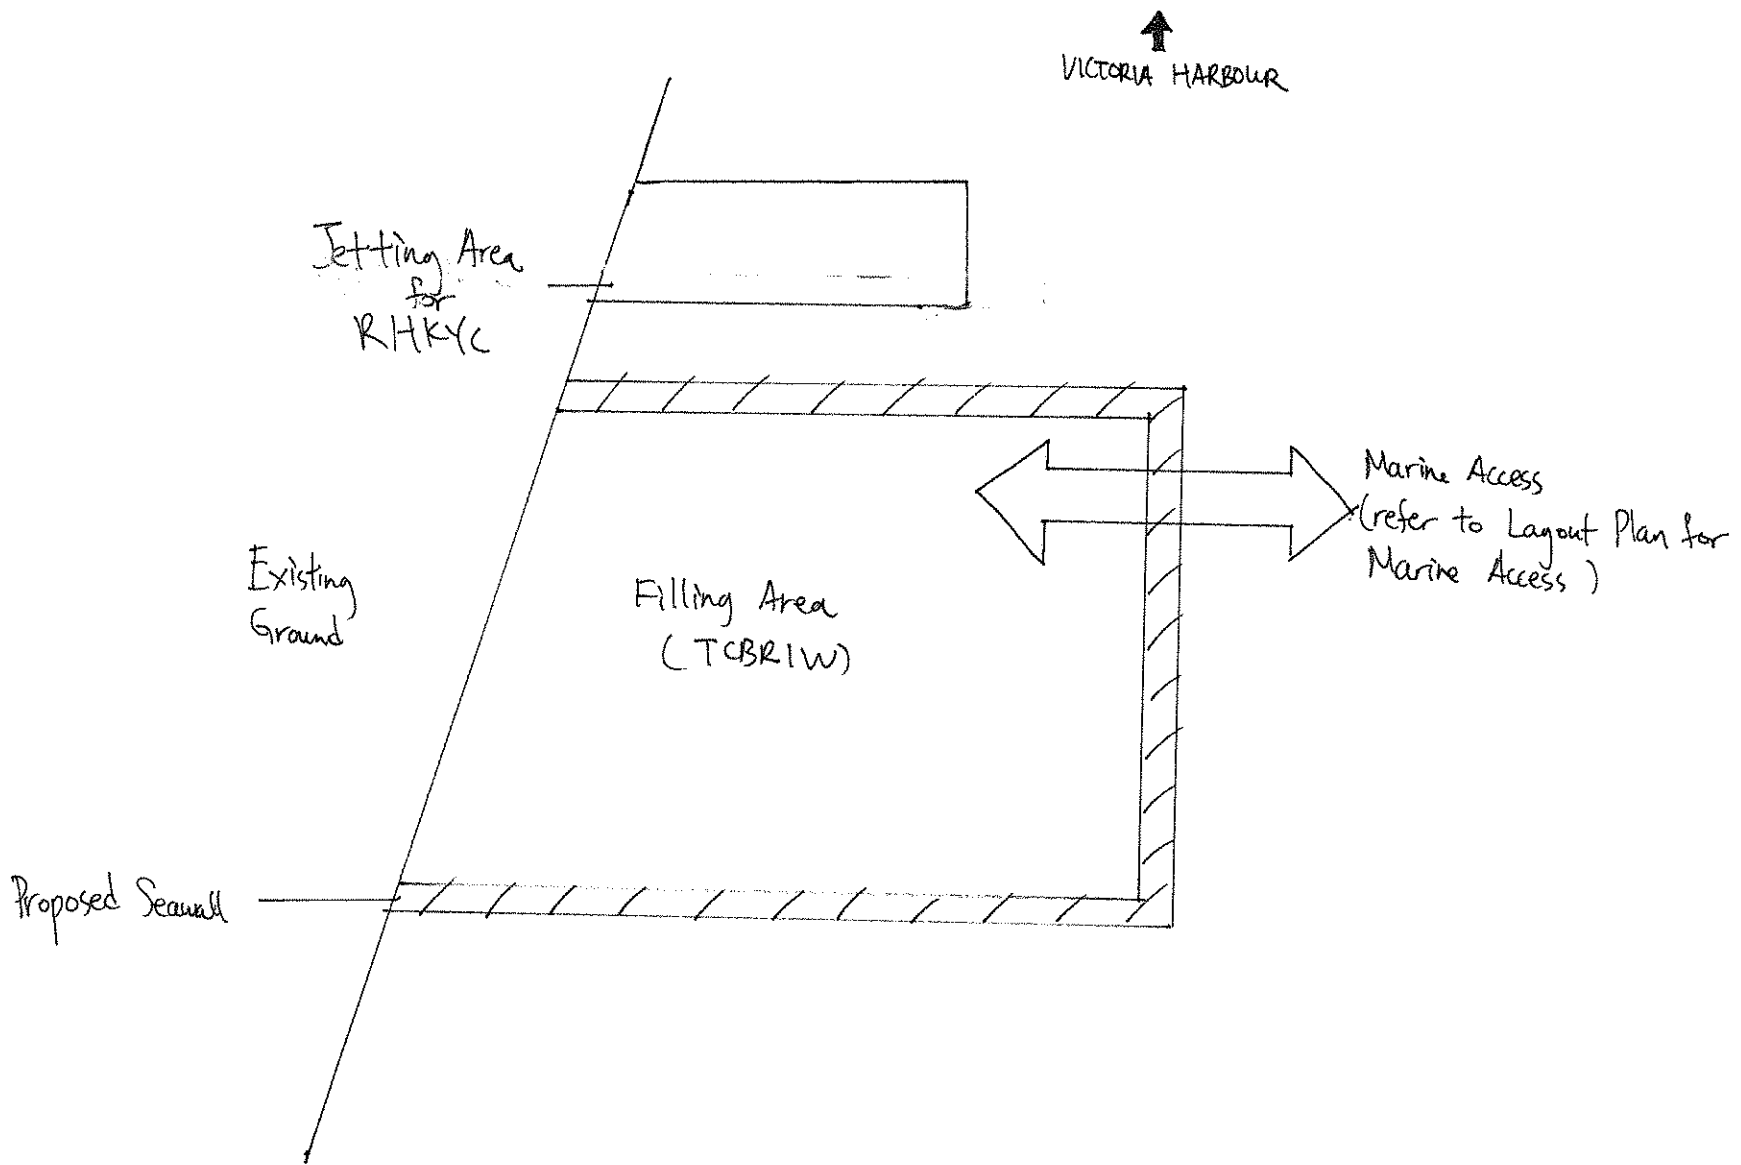 VICTORIA HARBOUR
Jetting Area
for
RHKYC
Marine Access
(refer to Layout Plan for
Marine Access)
Existing
Ground
Filling Area
(TCBR1W)
Proposed Seawall